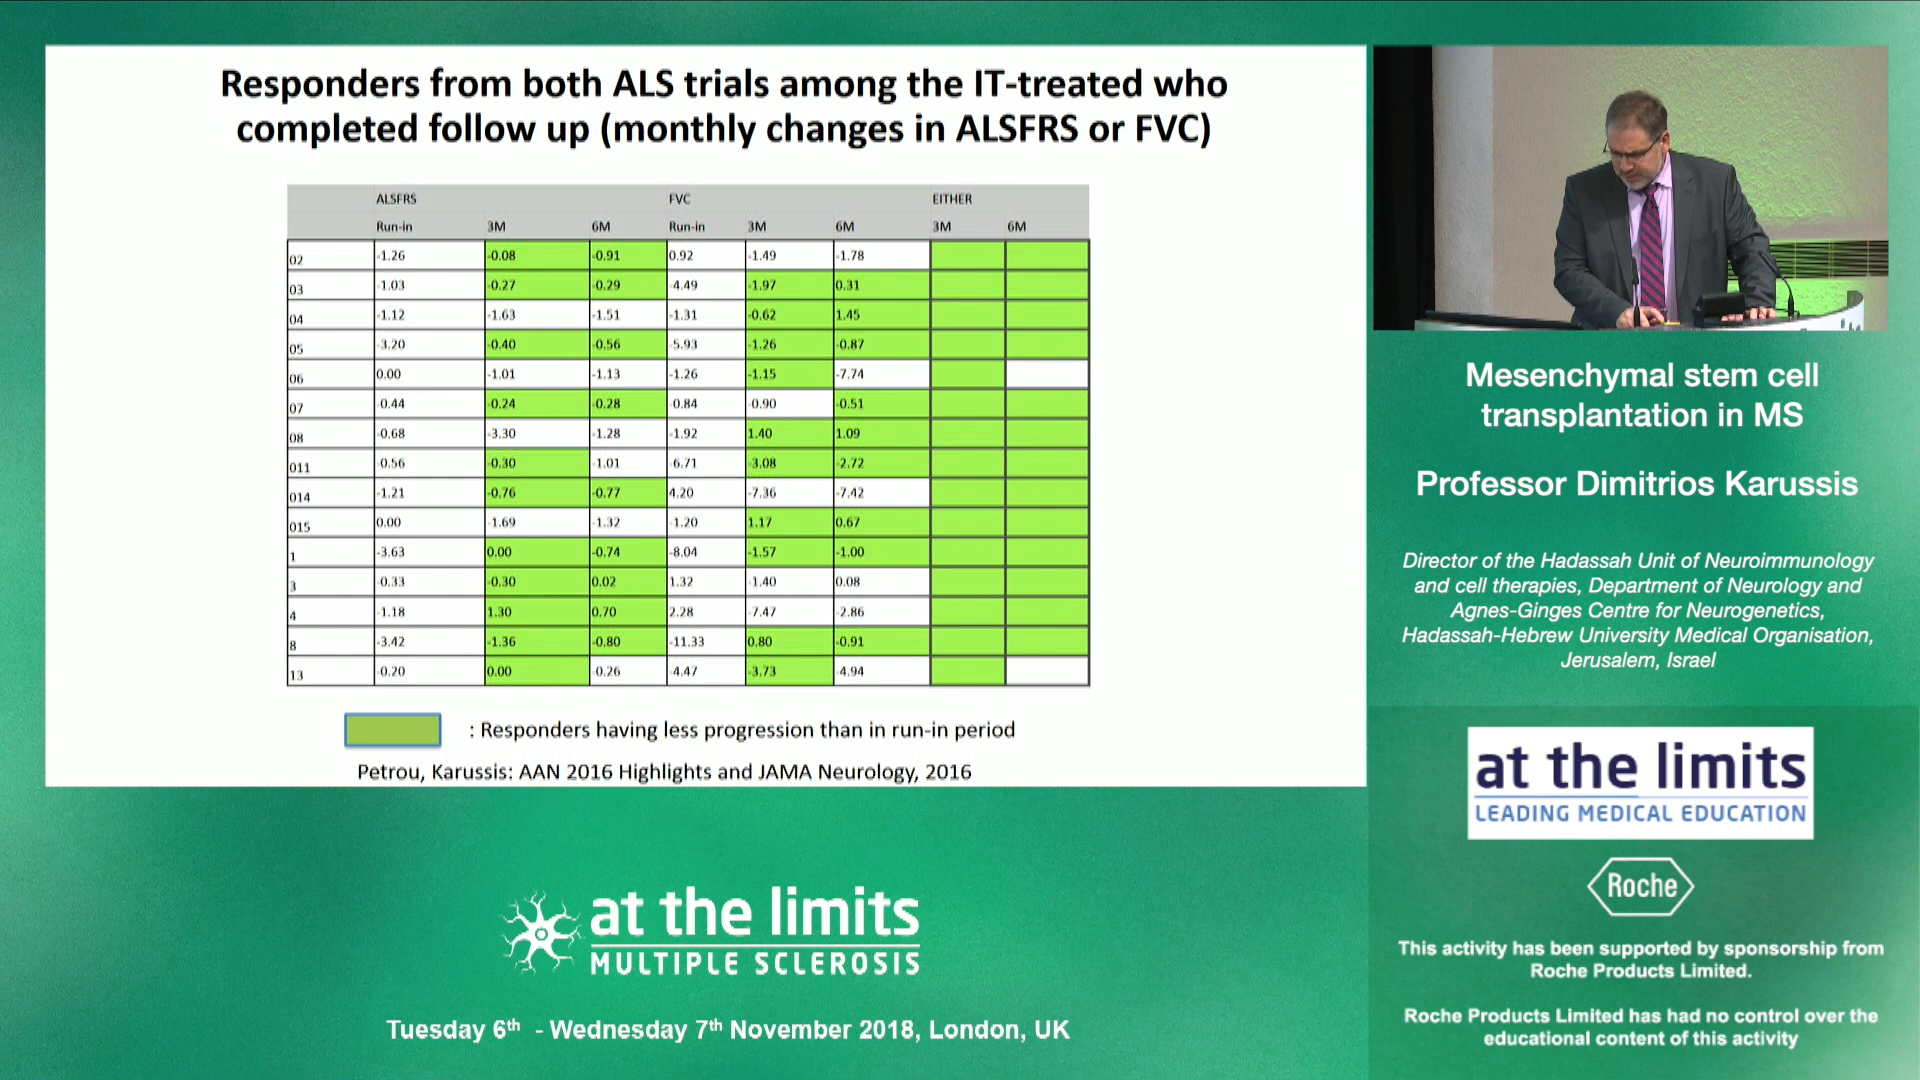 Responders from both ALS trials among the IT-treated who
completed follow up (monthly changes in ALSFRS or FVC)
ALSFRS FVC EITHER
Run-in 3M 6M Run-in 3M 6M 3M 6M
02 -1.26 -0.08 -0.91 0.92 -1.49 -1.78
03 -1.03 -0.27 -0.29 -4.49 -1.97 0.31
04 -1.12 -1.63 -1.51 -1.31 -0.62 1.45
05 -3.20 -0.40 -0.56 -5.93 -1.26 -0.87
06 0.00 -1.01 -1.13 -1.26 -1.15 -7.74
07 -0.44 -0.24 -0.28 -0.84 -0.90 -0.51
08 -0.68 -3.30 -1.28 -1.92 1.40 1.09
011 -0.56 -0.30 -1.01 -6.71 -3.08 -2.72
014 -1.21 -0.76 -0.77 4.20 -7.36 -7.42
015 0.00 -1.69 -1.32 -1.20 1.17 0.67
1 -3.63 0.00 -0.74 -8.04 -1.57 -1.00
3 -0.33 -0.30 0.02 1.32 -1.40 0.08
4 -1.18 1.30 0.70 2.28 -7.47 -2.86
8 -3.42 -1.36 -0.80 -11.33 0.80 -0.91
13 -0.20 0.00 -0.26 -4.47 -3.73 -4.94
: Responders having less progression than in run-in period
Petrou, Karussis: AAN 2016 Highlights and JAMA Neurology, 2016
at the limits
MULTIPLE SCLEROSIS
Tuesday 6th - Wednesday 7th November 2018, London, UK
Mesenchymal stem cell
transplantation in MS
Professor Dimitrios Karussis
Director of the Hadassah Unit of Neuroimmunology
and cell therapies, Department of Neurology and
Agnes-Ginges Centre for Neurogenetics,
Hadassah-Hebrew University Medical Organisation,
Jerusalem, Israel
at the limits
LEADING MEDICAL EDUCATION
Roche
This activity has been supported by sponsorship from
Roche Products Limited.
Roche Products Limited has had no control over the
educational content of this activity